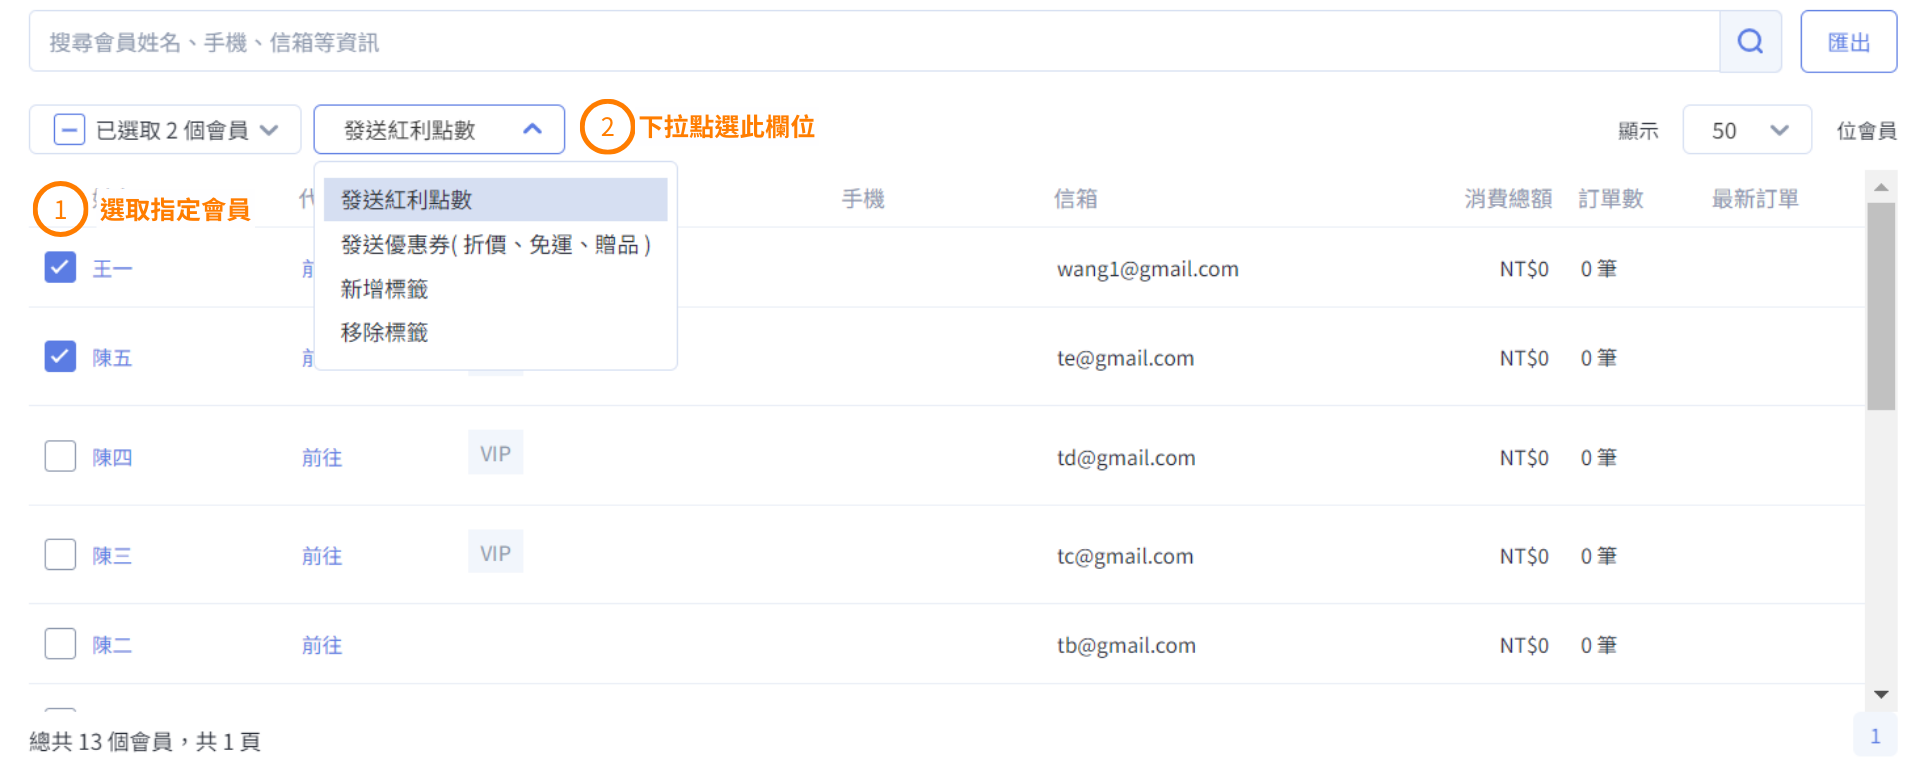 搜尋會員姓名、手機、信箱等資訊
匯出
已選取 2 個會員
發送紅利點數
2 下拉點選此欄位
顯示 50 位會員
1 選取指定會員
手機 信箱 消費總額 訂單數 最新訂單
發送紅利點數
發送優惠券( 折價、免運、贈品 )
新增標籤
移除標籤
王一 wang1@gmail.com NT$0 0 筆
陳五 te@gmail.com NT$0 0 筆
陳四 前往 VIP td@gmail.com NT$0 0 筆
陳三 前往 VIP tc@gmail.com NT$0 0 筆
陳二 前往 tb@gmail.com NT$0 0 筆
總共 13 個會員，共 1 頁
1